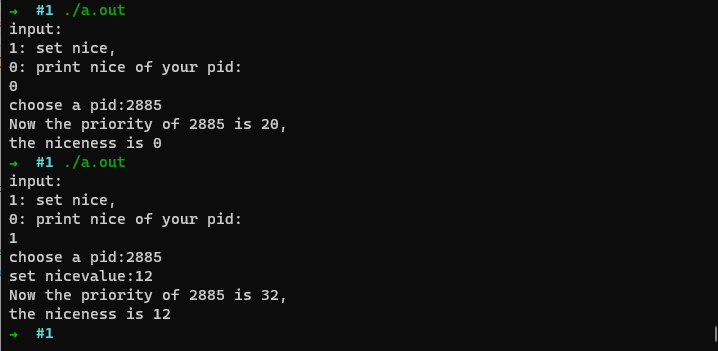 →  #1 ./a.out
input:
1: set nice,
0: print nice of your pid:
0
choose a pid:2885
Now the priority of 2885 is 20,
the niceness is 0
→  #1 ./a.out
input:
1: set nice,
0: print nice of your pid:
1
choose a pid:2885
set nicevalue:12
Now the priority of 2885 is 32,
the niceness is 12
→  #1